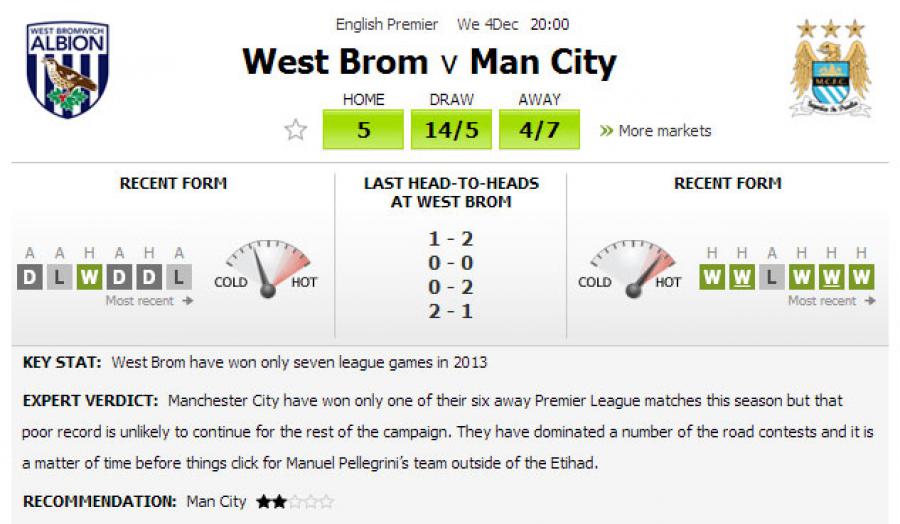 English Premier We 4Dec 20:00
WEST BROMWICH
ALBION
West Brom v Man City
M.C.F.C.
HOME DRAW AWAY
5 14/5 4/7 » More markets
RECENT FORM
LAST HEAD-TO-HEADS
AT WEST BROM
RECENT FORM
A A H A H A
D L W D D L
Most recent →
COLD HOT
1 - 2
0 - 0
0 - 2
2 - 1
COLD HOT
H H A H H H
W W L W W W
Most recent →
KEY STAT: West Brom have won only seven league games in 2013
EXPERT VERDICT: Manchester City have won only one of their six away Premier League matches this season but that
poor record is unlikely to continue for the rest of the campaign. They have dominated a number of the road contests and it is
a matter of time before things click for Manuel Pellegrini's team outside of the Etihad.
RECOMMENDATION: Man City ★★☆☆☆